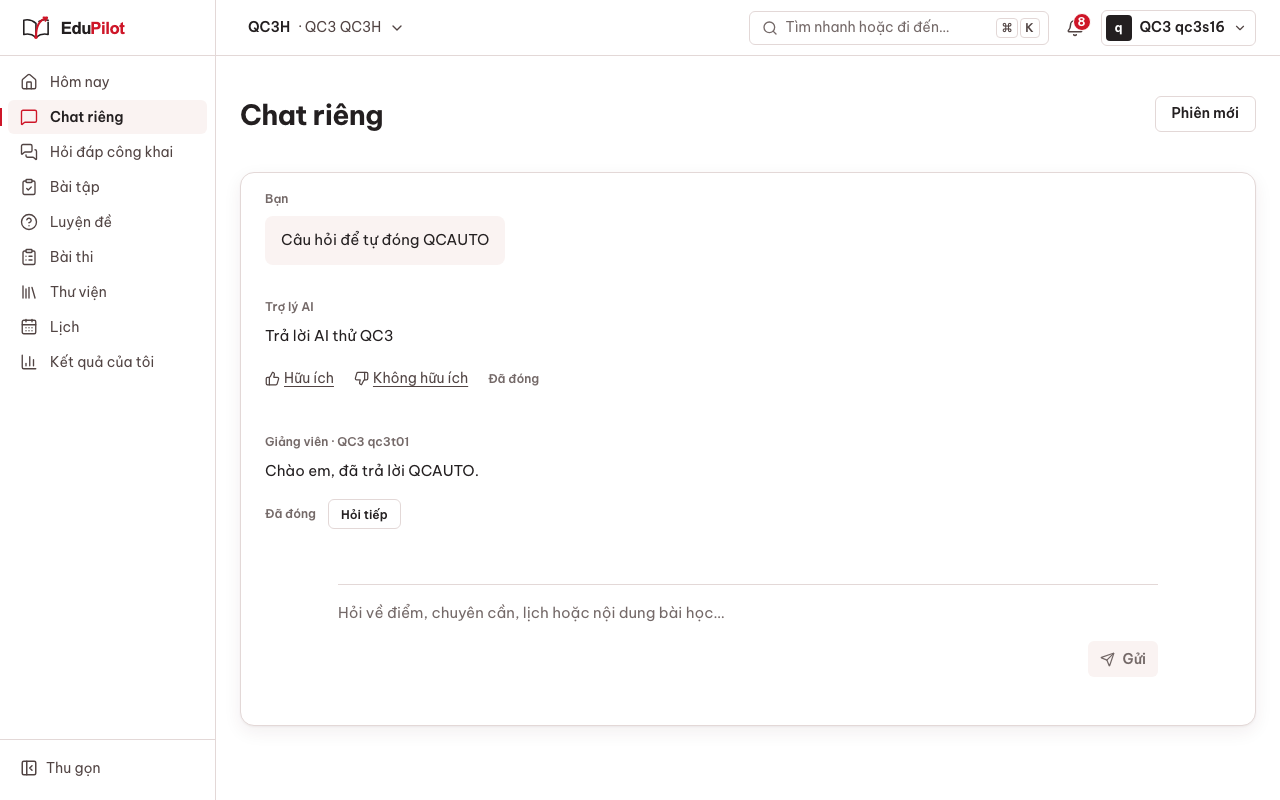 EduPilot
QC3H · QC3 QC3H
Tìm nhanh hoặc đi đến...
⌘ K
8
q QC3 qc3s16
Hôm nay
Chat riêng
Hỏi đáp công khai
Bài tập
Luyện đề
Bài thi
Thư viện
Lịch
Kết quả của tôi
Thu gọn
Chat riêng
Phiên mới
Bạn
Câu hỏi để tự đóng QCAUTO
Trợ lý AI
Trả lời AI thử QC3
Hữu ích Không hữu ích Đã đóng
Giảng viên · QC3 qc3t01
Chào em, đã trả lời QCAUTO.
Đã đóng Hỏi tiếp
Hỏi về điểm, chuyên cần, lịch hoặc nội dung bài học...
Gửi